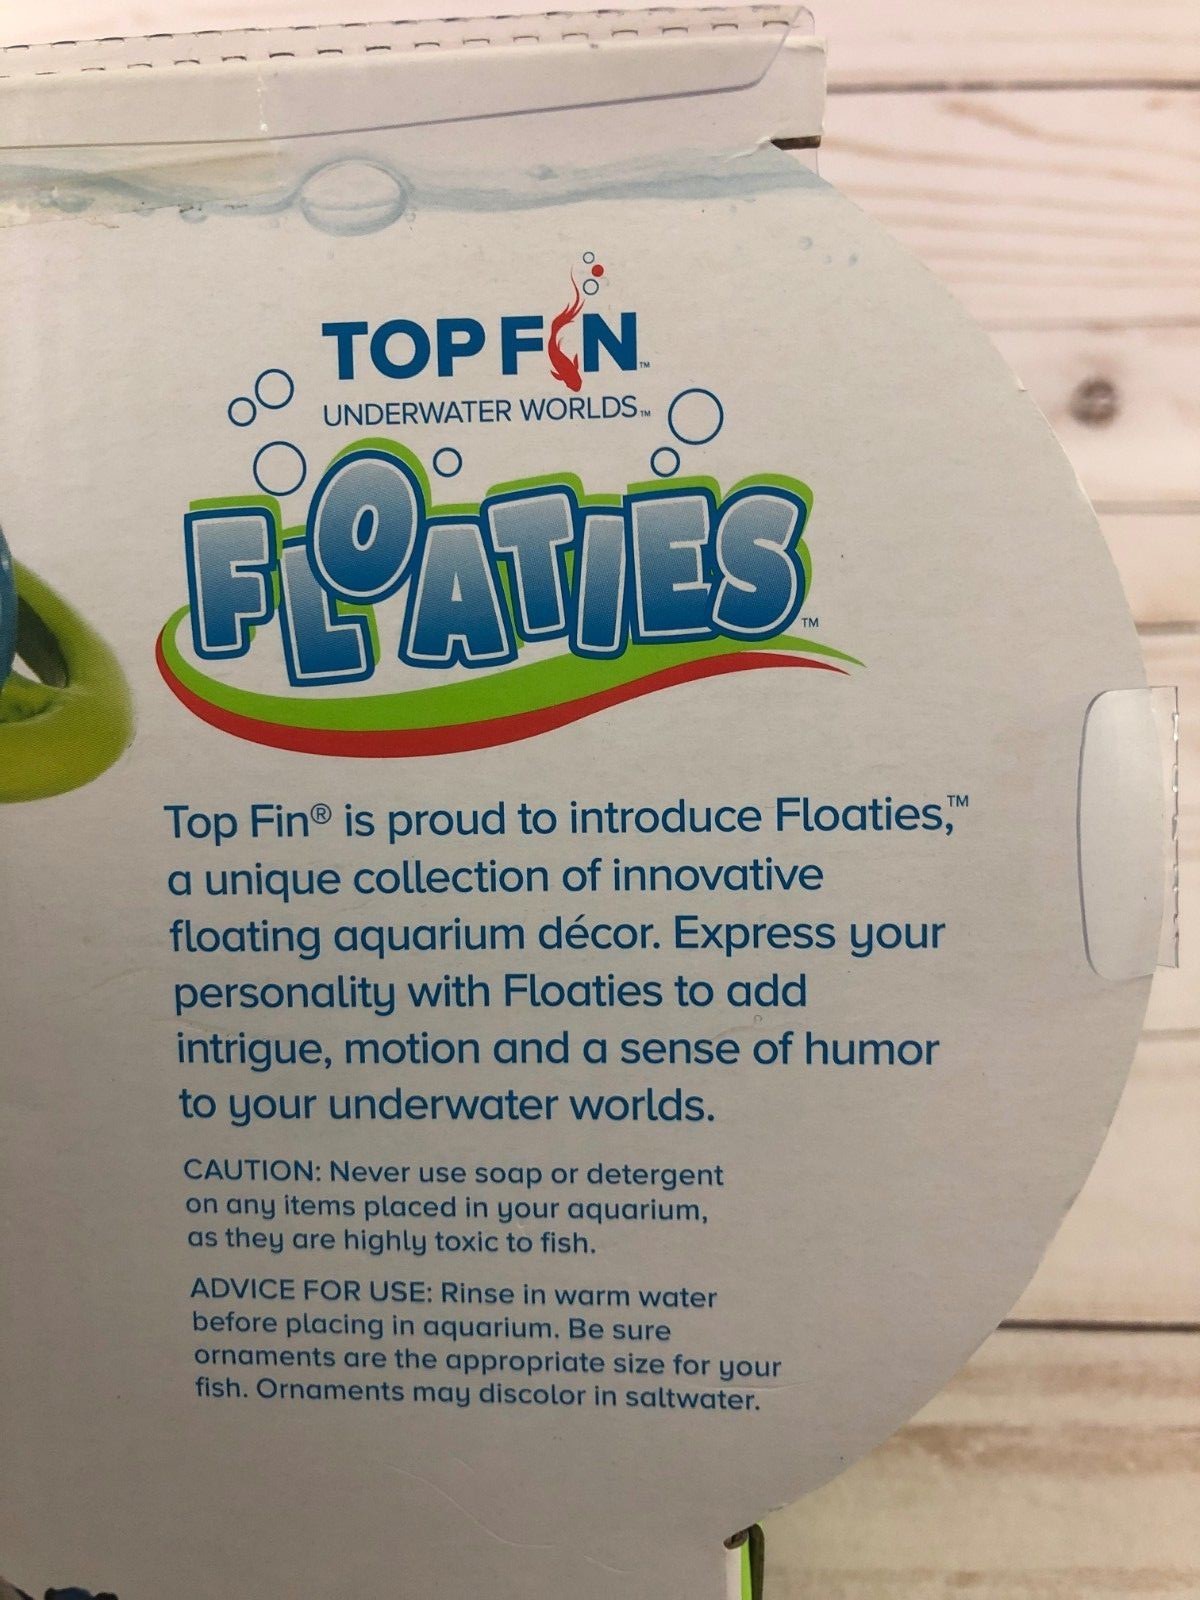 TOP FIN™
UNDERWATER WORLDS™
FLOATIES™
Top Fin® is proud to introduce Floaties,™
a unique collection of innovative
floating aquarium décor. Express your
personality with Floaties to add
intrigue, motion and a sense of humor
to your underwater worlds.
CAUTION: Never use soap or detergent
on any items placed in your aquarium,
as they are highly toxic to fish.
ADVICE FOR USE: Rinse in warm water
before placing in aquarium. Be sure
ornaments are the appropriate size for your
fish. Ornaments may discolor in saltwater.